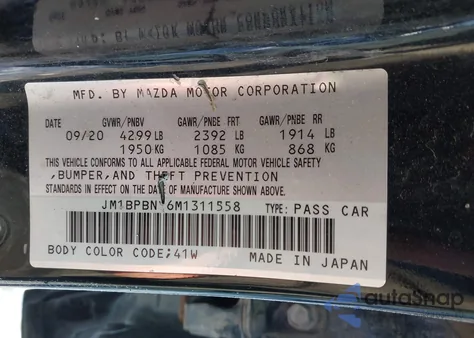 MFD. BY MAZDA MOTOR CORPORATION
DATE GVWR/PNBV GAWR/PNBE FRT GAWR/PNBE RR
09/20 4299 LB 2392 LB 1914 LB
1950 KG 1085 KG 868 KG
THIS VEHICLE CONFORMS TO ALL APPLICABLE FEDERAL MOTOR VEHICLE SAFETY
,BUMPER,AND THEFT PREVENTION
STANDARDS IN EFFECT ON THE DATE OF MANUFACTURE SHOWN ABOVE.
TYPE: PASS CAR
BODY COLOR CODE;41W MADE IN JAPAN
autosnap